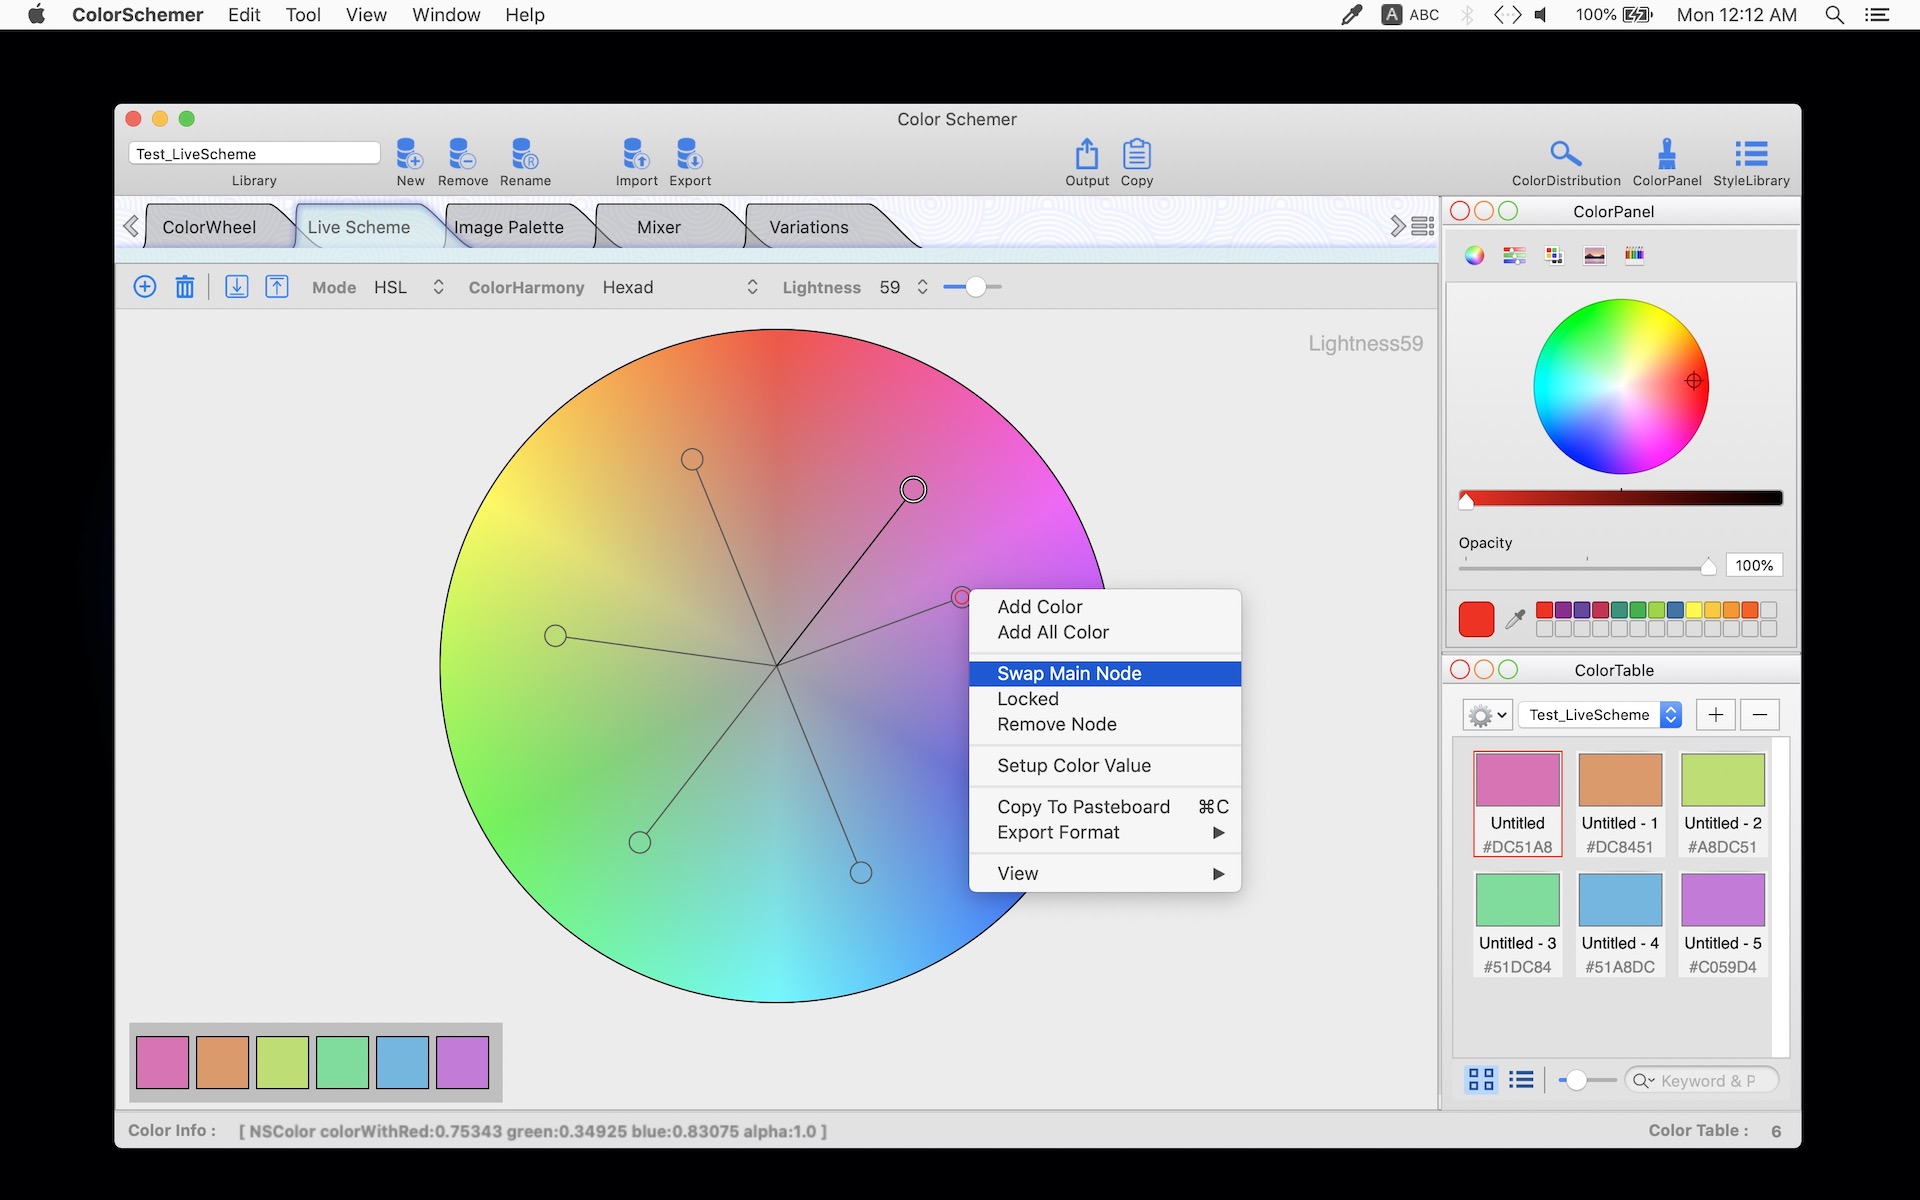 ColorSchemer Edit Tool View Window Help
A ABC 100% Mon 12:12 AM
Color Schemer
Test_LiveScheme
Library New Remove Rename Import Export Output Copy ColorDistribution ColorPanel StyleLibrary
ColorWheel Live Scheme Image Palette Mixer Variations
ColorPanel
Mode HSL ColorHarmony Hexad Lightness 59
Lightness59
Opacity
100%
Add Color
Add All Color
Swap Main Node
Locked
Remove Node
Setup Color Value
Copy To Pasteboard ⌘C
Export Format
View
ColorTable
Test_LiveScheme
Untitled Untitled - 1 Untitled - 2
#DC51A8 #DC8451 #A8DC51
Untitled - 3 Untitled - 4 Untitled - 5
#51DC84 #51A8DC #C059D4
Keyword & P
Color Info : [ NSColor colorWithRed:0.75343 green:0.34925 blue:0.83075 alpha:1.0 ]
Color Table : 6